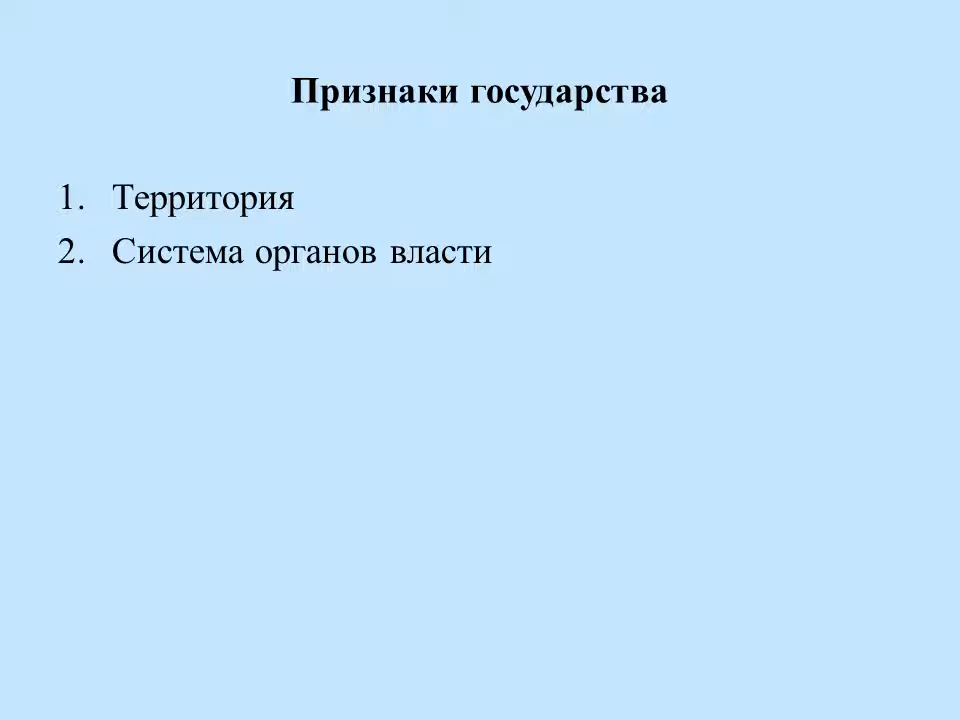 Признаки государства
1. Территория
2. Система органов власти